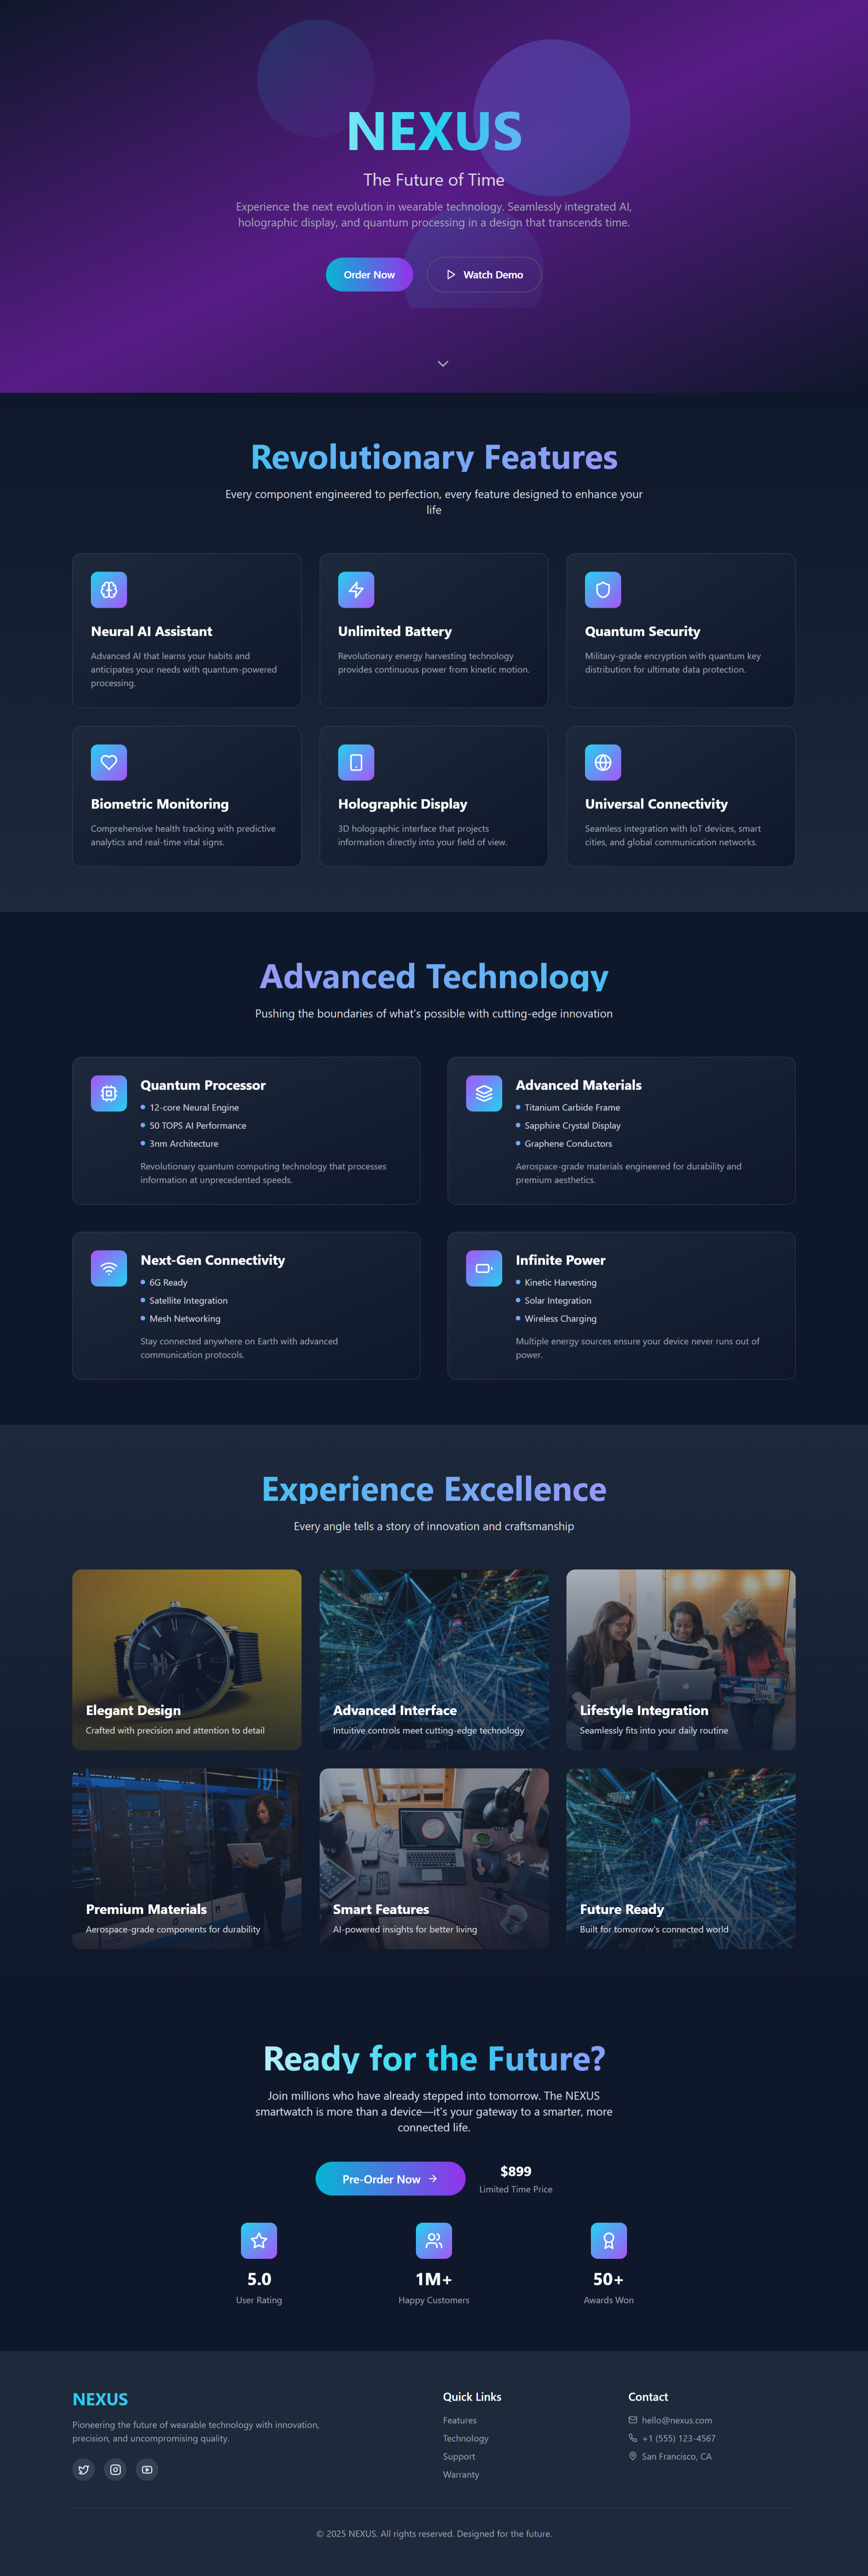 NEXUS
The Future of Time
Experience the next evolution in wearable technology. Seamlessly integrated AI,
holographic display, and quantum processing in a design that transcends time.
Order Now
Watch Demo
Revolutionary Features
Every component engineered to perfection, every feature designed to enhance your
life
Neural AI Assistant
Advanced AI that learns your habits and
anticipates your needs with quantum-powered
processing.
Unlimited Battery
Revolutionary energy harvesting technology
provides continuous power from kinetic motion.
Quantum Security
Military-grade encryption with quantum key
distribution for ultimate data protection.
Biometric Monitoring
Comprehensive health tracking with predictive
analytics and real-time vital signs.
Holographic Display
3D holographic interface that projects
information directly into your field of view.
Universal Connectivity
Seamless integration with IoT devices, smart
cities, and global communication networks.
Advanced Technology
Pushing the boundaries of what's possible with cutting-edge innovation
Quantum Processor
12-core Neural Engine
50 TOPS AI Performance
3nm Architecture
Revolutionary quantum computing technology that processes
information at unprecedented speeds.
Advanced Materials
Titanium Carbide Frame
Sapphire Crystal Display
Graphene Conductors
Aerospace-grade materials engineered for durability and
premium aesthetics.
Next-Gen Connectivity
6G Ready
Satellite Integration
Mesh Networking
Stay connected anywhere on Earth with advanced
communication protocols.
Infinite Power
Kinetic Harvesting
Solar Integration
Wireless Charging
Multiple energy sources ensure your device never runs out of
power.
Experience Excellence
Every angle tells a story of innovation and craftsmanship
Elegant Design
Crafted with precision and attention to detail
Advanced Interface
Intuitive controls meet cutting-edge technology
Lifestyle Integration
Seamlessly fits into your daily routine
Premium Materials
Aerospace-grade components for durability
Smart Features
AI-powered insights for better living
Future Ready
Built for tomorrow's connected world
Ready for the Future?
Join millions who have already stepped into tomorrow. The NEXUS
smartwatch is more than a device—it's your gateway to a smarter, more
connected life.
Pre-Order Now
$899
Limited Time Price
5.0
User Rating
1M+
Happy Customers
50+
Awards Won
NEXUS
Pioneering the future of wearable technology with innovation,
precision, and uncompromising quality.
Quick Links
Features
Technology
Support
Warranty
Contact
hello@nexus.com
+1 (555) 123-4567
San Francisco, CA
© 2025 NEXUS. All rights reserved. Designed for the future.